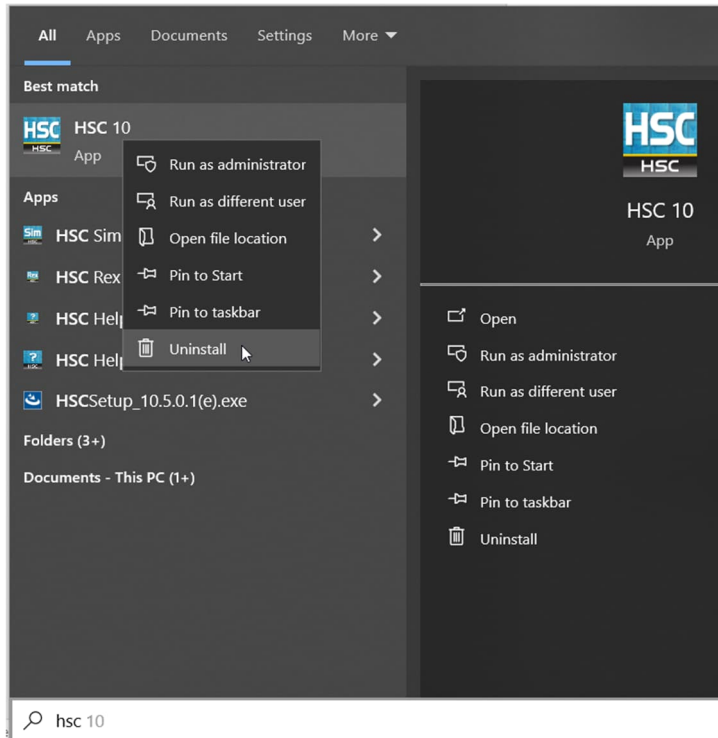 All Apps Documents Settings More
Best match
HSC
HSC
HSC 10
App
Run as administrator
Run as different user
Open file location
Pin to Start
Pin to taskbar
Uninstall
Apps
Sim
HSC Sim
Rex
HSC Rex
?
HSC Help
?
HSC
HSC Help
HSCSetup_10.5.0.1(e).exe
Folders (3+)
Documents - This PC (1+)
HSC
HSC
HSC 10
App
Open
Run as administrator
Run as different user
Open file location
Pin to Start
Pin to taskbar
Uninstall
hsc 10